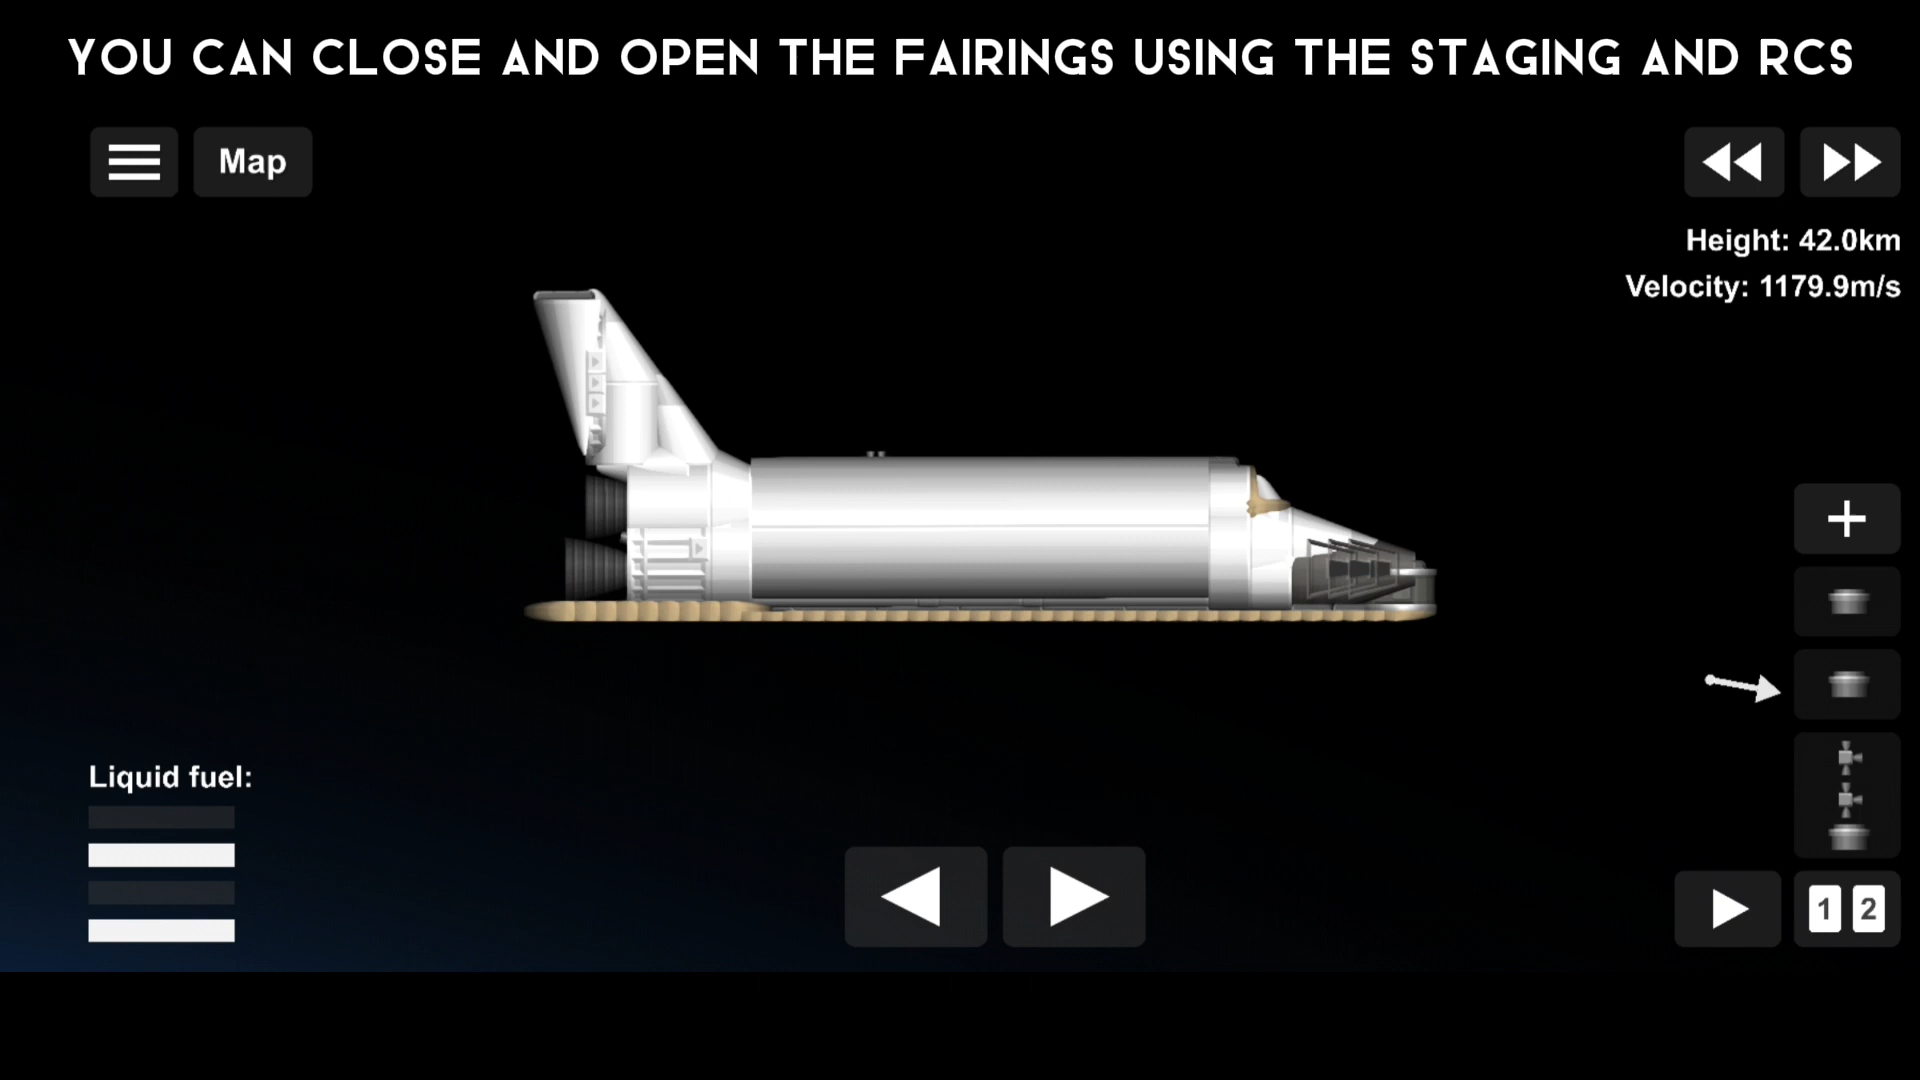 YOU CAN CLOSE AND OPEN THE FAIRINGS USING THE STAGING AND RCS
Map
Height: 42.0km
Velocity: 1179.9m/s
Liquid fuel:
1 2